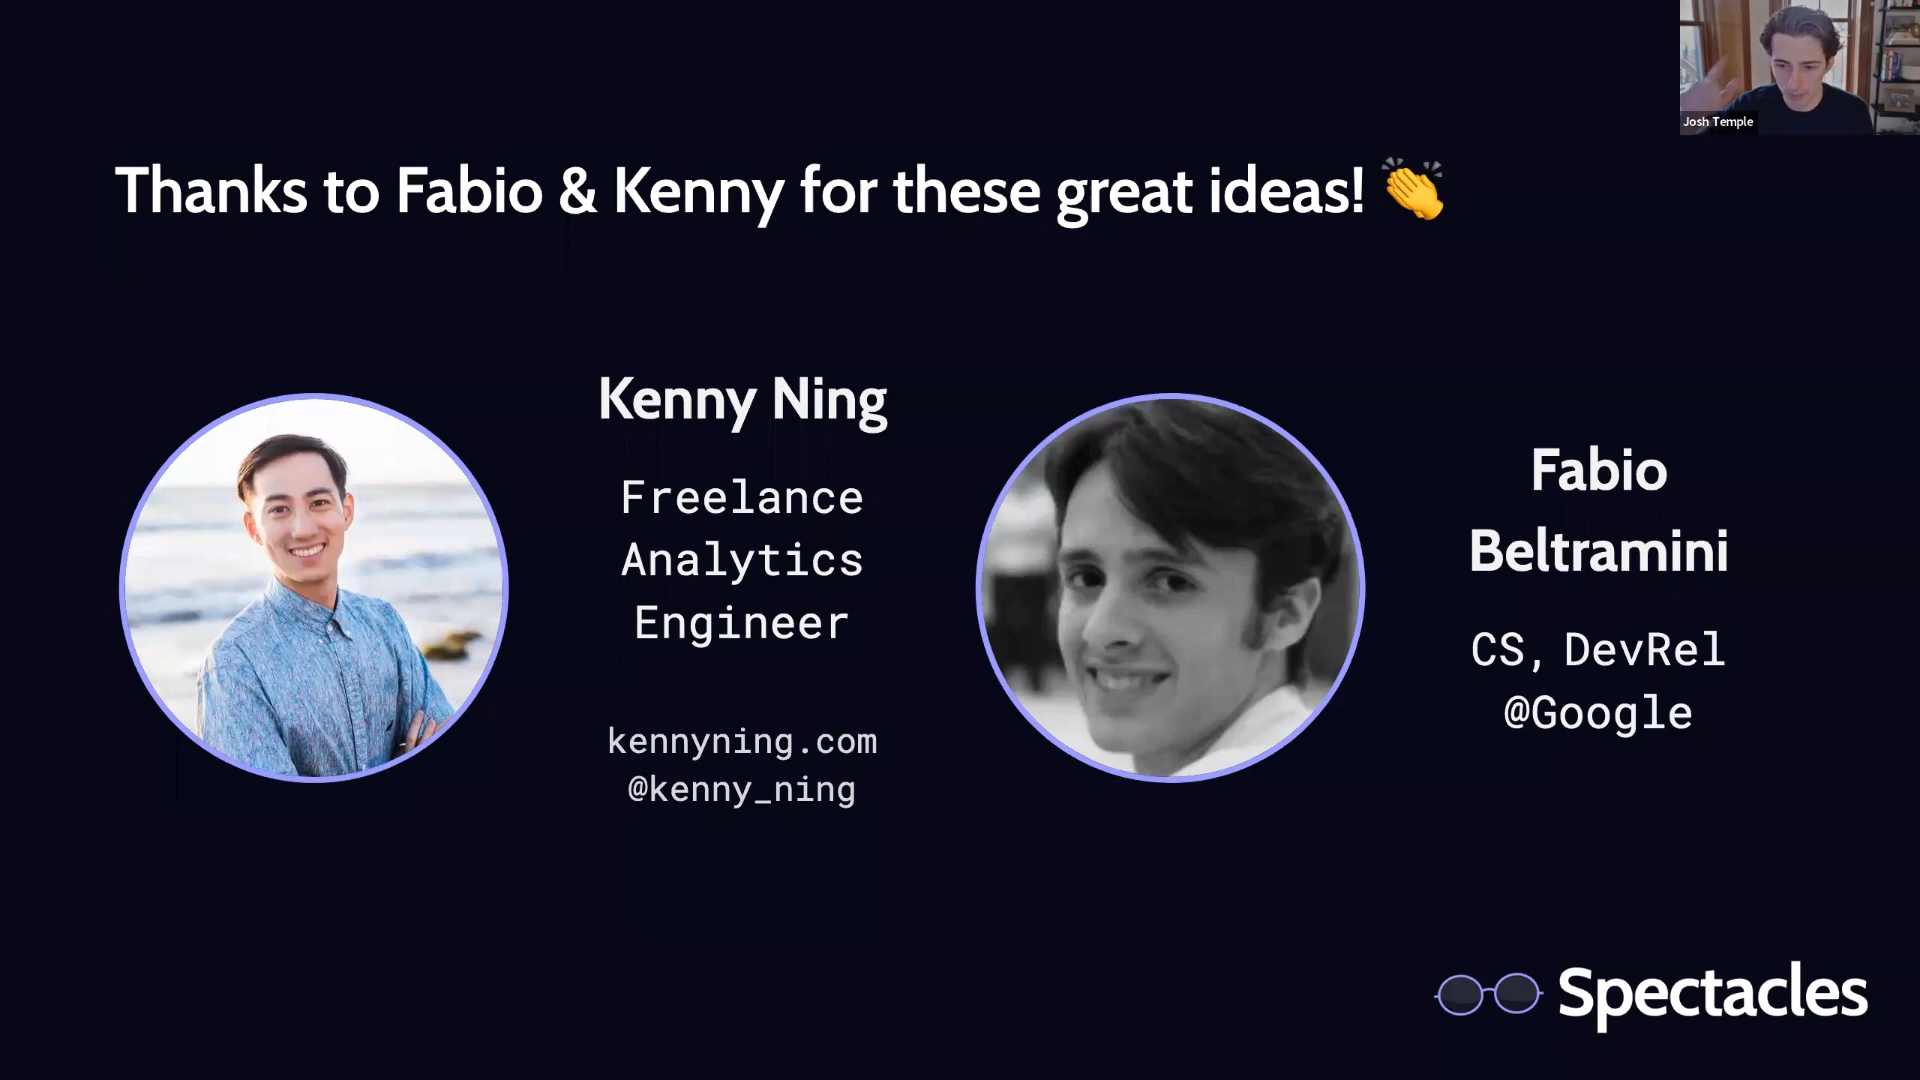 Josh Temple
Thanks to Fabio & Kenny for these great ideas! 👏
Kenny Ning
Freelance
Analytics
Engineer
kennyning.com
@kenny_ning
Fabio
Beltramini
CS, DevRel
@Google
Spectacles